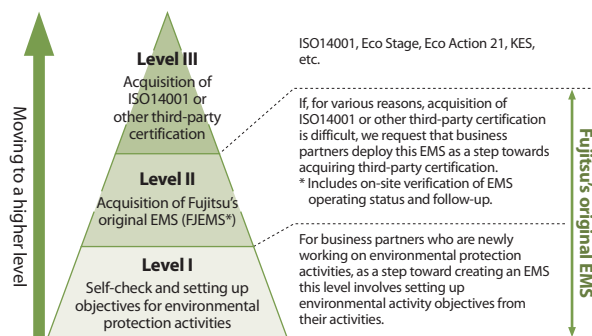 Moving to a higher level
Level III
Acquisition of
ISO14001 or
other third-party
certification
Level II
Acquisition of Fujitsu's
original EMS (FJEMS*)
Level I
Self-check and setting up
objectives for environmental
protection activities
ISO14001, Eco Stage, Eco Action 21, KES,
etc.
If, for various reasons, acquisition of
ISO14001 or other third-party certification
is difficult, we request that business
partners deploy this EMS as a step towards
acquiring third-party certification.
* Includes on-site verification of EMS
operating status and follow-up.
For business partners who are newly
working on environmental protection
activities, as a step toward creating an EMS
this level involves setting up
environmental activity objectives from
their activities.
Fujitsu's original EMS